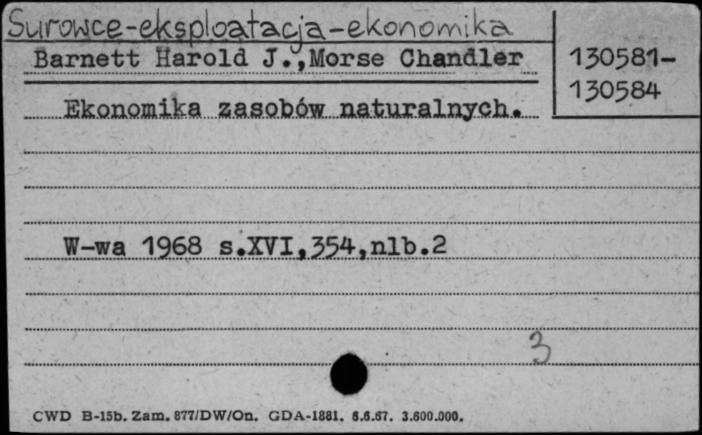 Surowce-eksploatacja-ekonomika
Barnett Harold J.,Morse Chandler
130581-
130584
Ekonomika zasobów naturalnych.
W-wa 1968 s.XVI,354,nlb.2
3
CWD B-15b. Zam. 877/DW/On. GDA-1881. 6.6.67. 3.600.000.